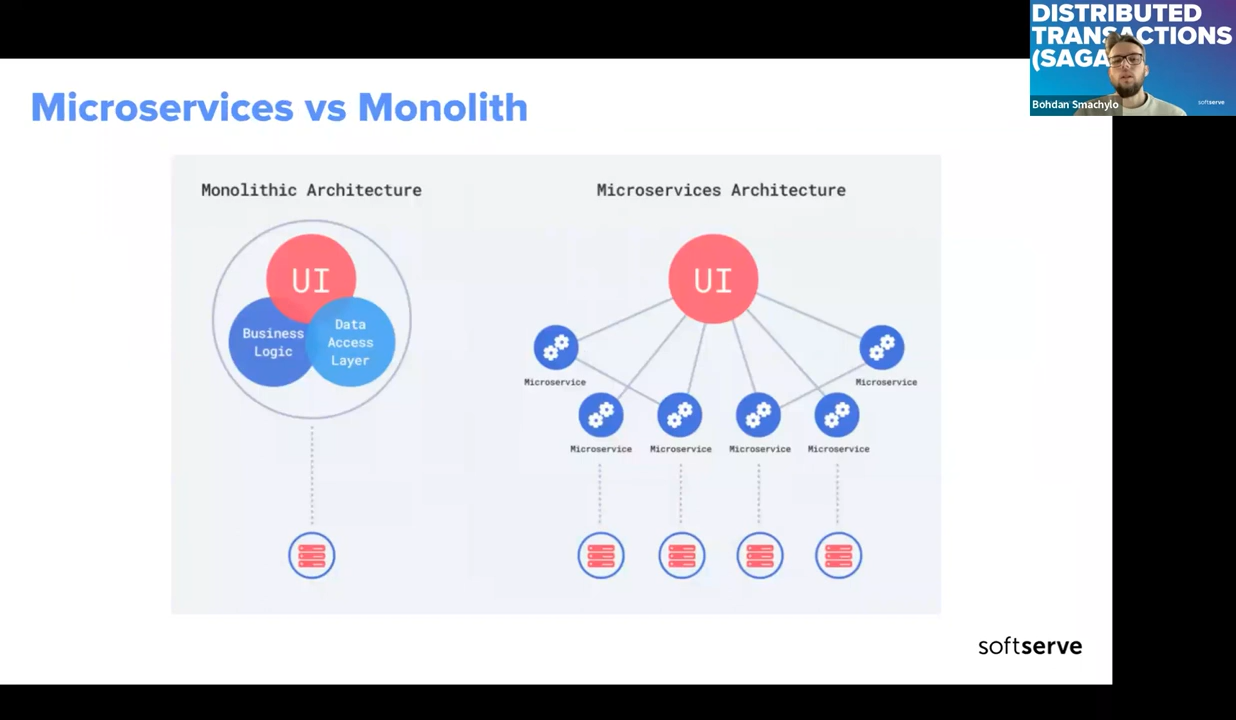 DISTRIBUTED
TRANSACTIONS
(SAGA
Bohdan Smachylo
softserve
Microservices vs Monolith
Monolithic Architecture
Microservices Architecture
UI
Business
Logic
Data
Access
Layer
UI
Microservice
Microservice
Microservice
Microservice
Microservice
Microservice
softserve